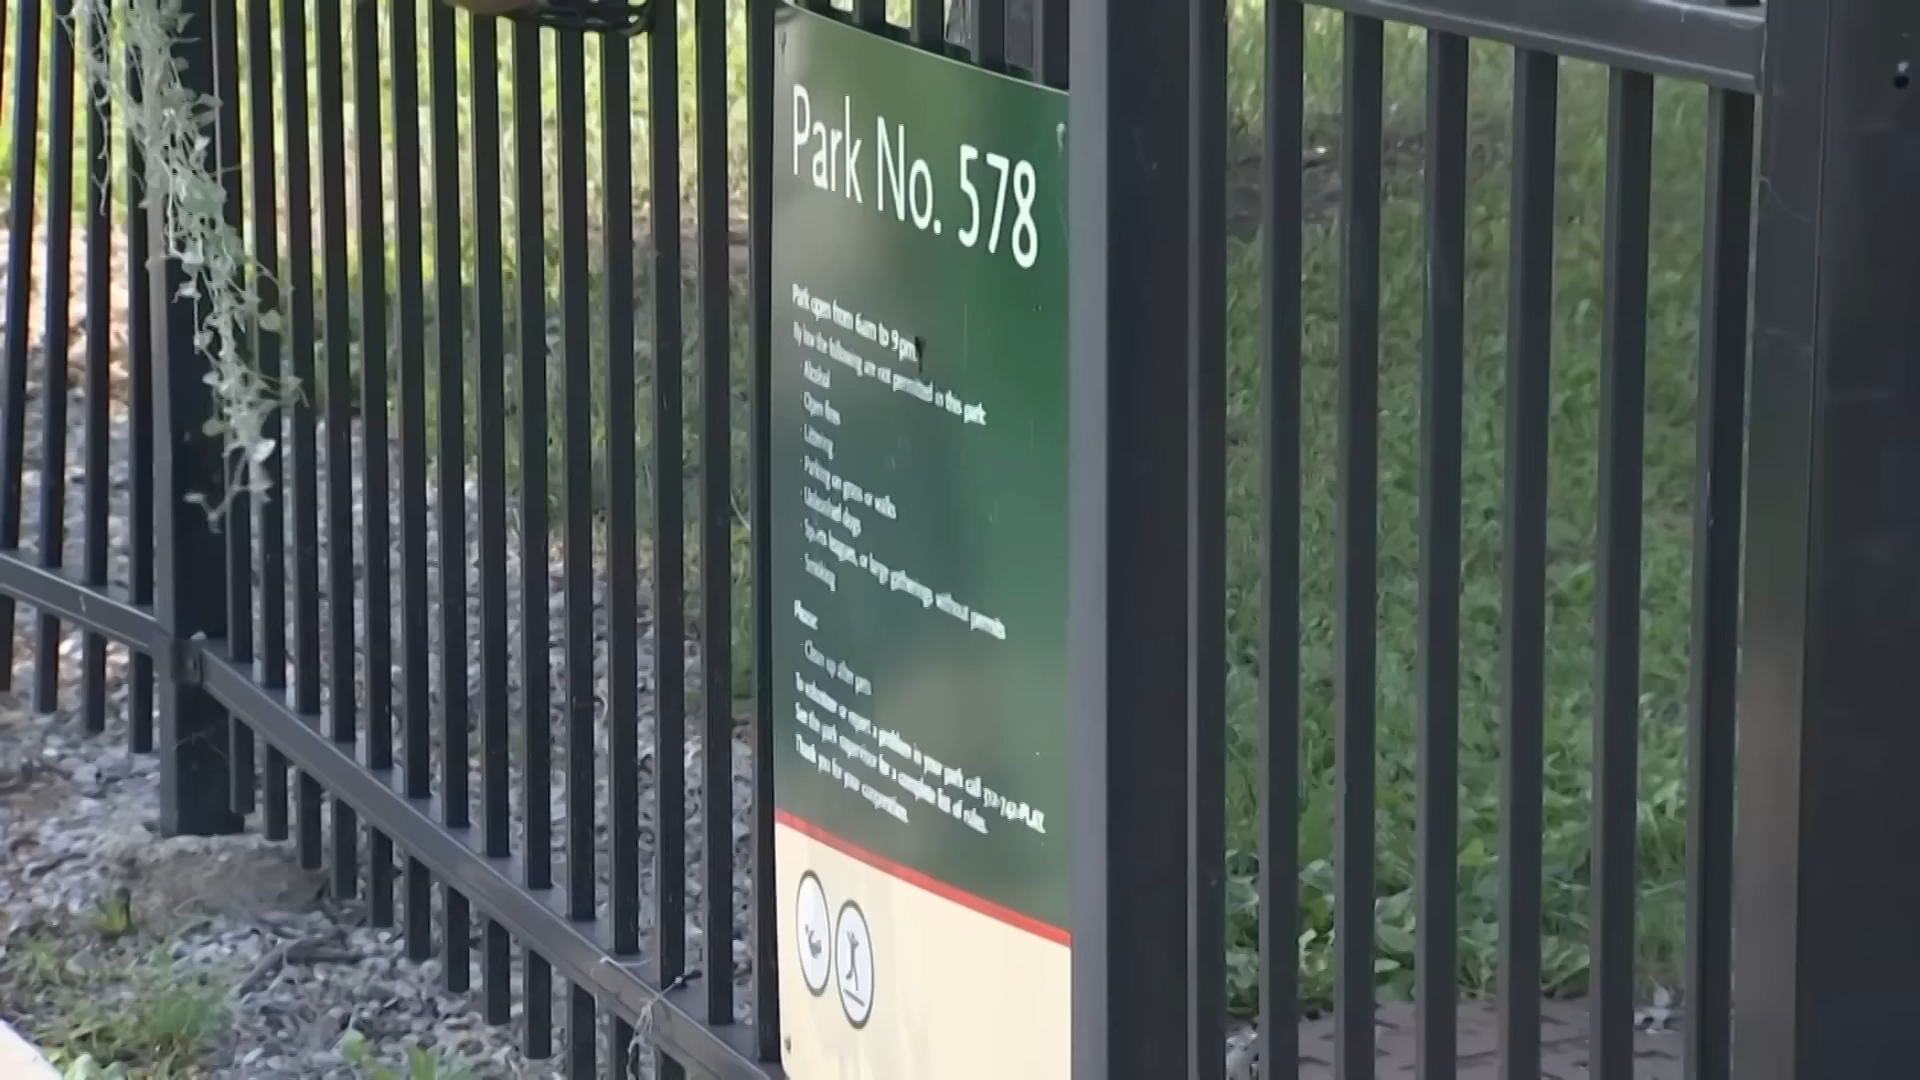 Park No. 578
Park open from 6am to 9pm.
By law the following are not permitted in this park:
· Alcohol
· Open fires
· Littering
· Parking on grass or walks
· Unleashed dogs
· Sports leagues, or large gatherings without permits
· Smoking
Please:
· Clean up after pets
To volunteer or report a problem in your park call 312-742-PLAY.
See the park supervisor for a complete list of rules.
Thank you for your cooperation.